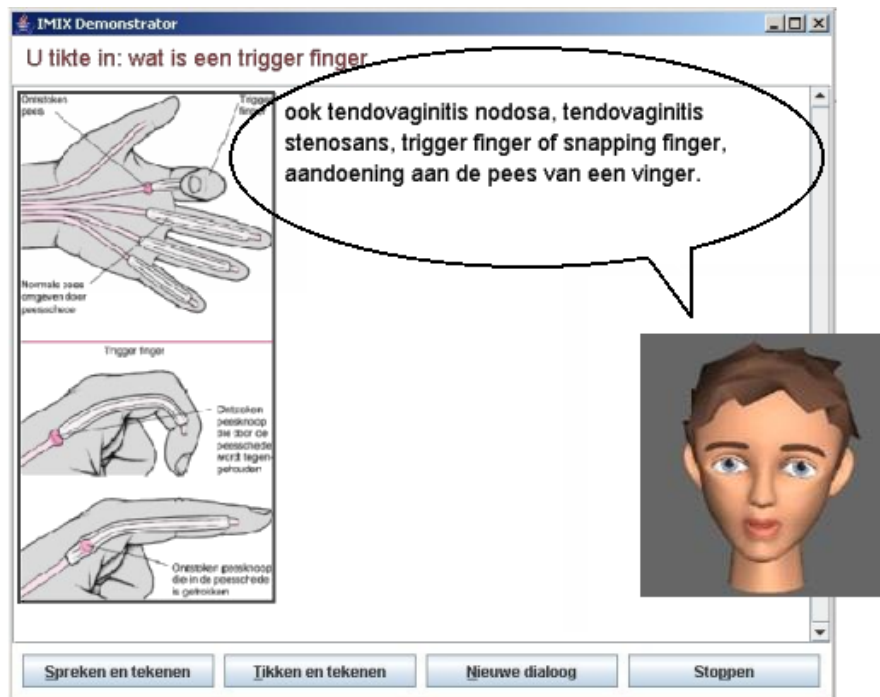 IMIX Demonstrator
U tikte in: wat is een trigger finger
Ontstoken
pees
Trigger
finger
ook tendovaginitis nodosa, tendovaginitis
stenosans, trigger finger of snapping finger,
aandoening aan de pees van een vinger.
Normale pees
omgeven door
peesschede
Trigger finger
Ontstoken
peesknoop
die door de
peesschede
wordt tegen-
gehouden
Ontstoken peesknoop
die in de peesschede
is getrokken
Spreken en tekenen
Tikken en tekenen
Nieuwe dialoog
Stoppen